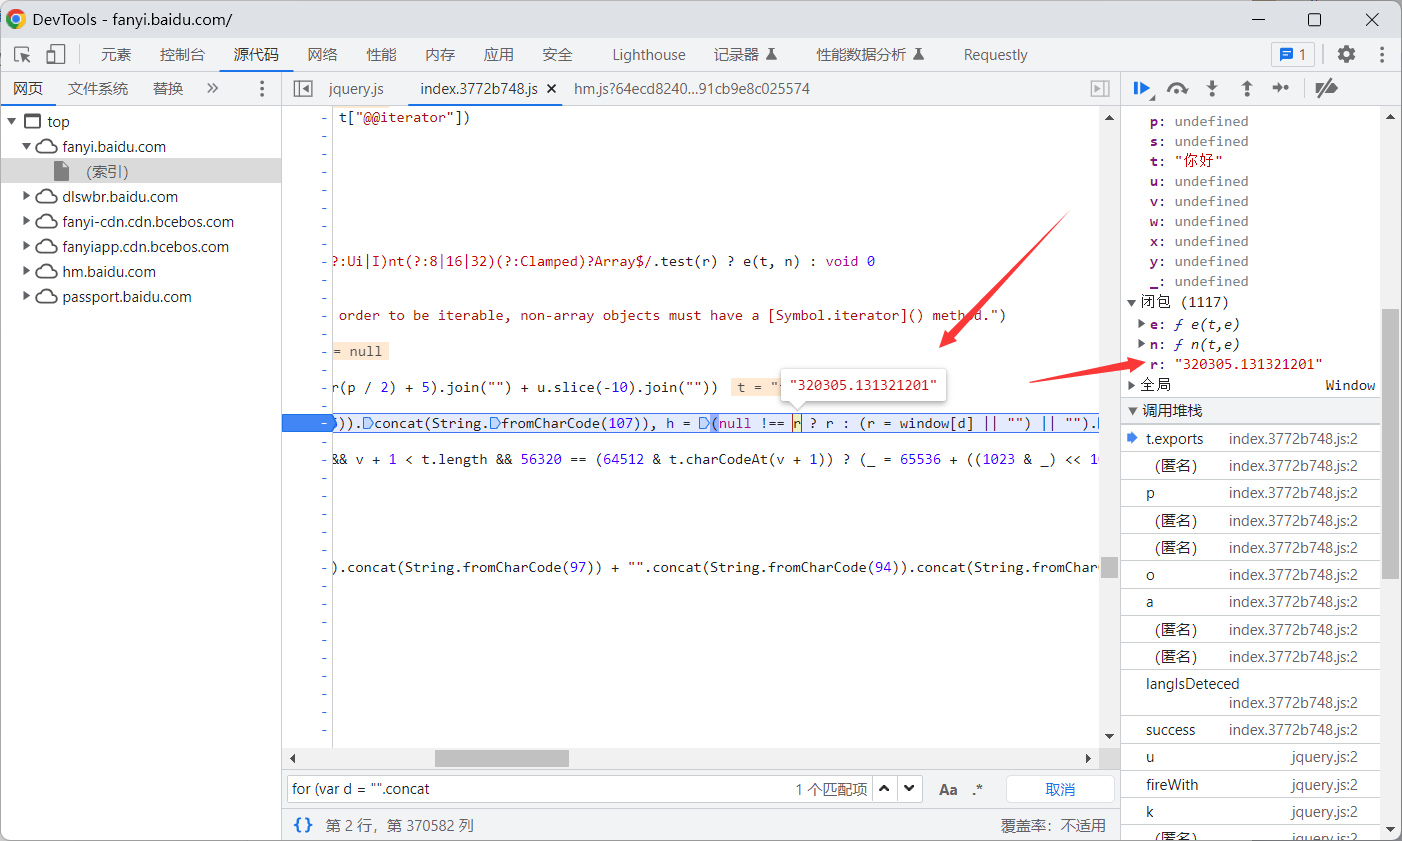 DevTools - fanyi.baidu.com/
元素 控制台 源代码 网络 性能 内存 应用 安全 Lighthouse 记录器 性能数据分析 Requestly 1
网页 文件系统 替换 »
jquery.js index.3772b748.js × hm.js?64ecd8240...91cb9e8c025574
top
fanyi.baidu.com
(索引)
dlswbr.baidu.com
fanyi-cdn.cdn.bcebos.com
fanyiapp.cdn.bcebos.com
hm.baidu.com
passport.baidu.com
t["@@iterator"])
?:Ui|I)nt(?:8|16|32)(?:Clamped)?Array$/.test(r) ? e(t, n) : void 0
order to be iterable, non-array objects must have a [Symbol.iterator]() method.")
= null
r(p / 2) + 5).join("") + u.slice(-10).join("")) t = "
"320305.131321201"
)).concat(String.fromCharCode(107)), h = (null !== r ? r : (r = window[d] || "") || "").
&& v + 1 < t.length && 56320 == (64512 & t.charCodeAt(v + 1)) ? (_ = 65536 + ((1023 & _) << 10
).concat(String.fromCharCode(97)) + "".concat(String.fromCharCode(94)).concat(String.fromChar
for (var d = "".concat
1 个匹配项
Aa .*
取消
{} 第 2 行，第 370582 列
覆盖率：不适用
p: undefined
s: undefined
t: "你好"
u: undefined
v: undefined
w: undefined
x: undefined
y: undefined
_: undefined
闭包 (1117)
e: ƒ e(t,e)
n: ƒ n(t,e)
r: "320305.131321201"
全局 Window
调用堆栈
t.exports index.3772b748.js:2
(匿名) index.3772b748.js:2
p index.3772b748.js:2
(匿名) index.3772b748.js:2
(匿名) index.3772b748.js:2
o index.3772b748.js:2
a index.3772b748.js:2
(匿名) index.3772b748.js:2
(匿名) index.3772b748.js:2
langIsDeteced
index.3772b748.js:2
success index.3772b748.js:2
u jquery.js:2
fireWith jquery.js:2
k jquery.js:2
(匿名) jquery.js:2